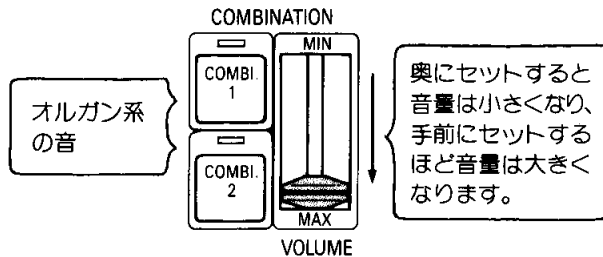 COMBINATION
オルガン系
の音
COMBI.
1
COMBI.
2
MIN
MAX
VOLUME
奥にセットすると
音量は小さくなり、
手前にセットする
ほど音量は大きく
なります。